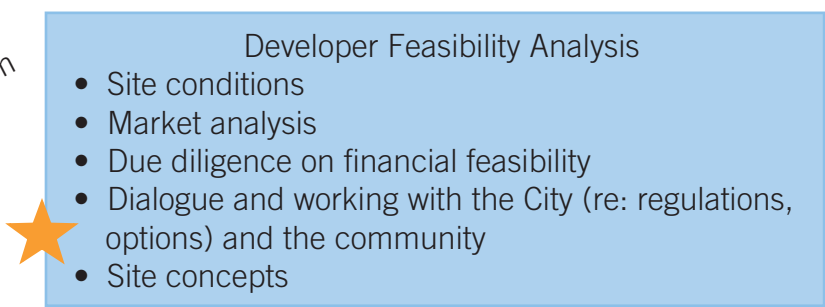 n
Developer Feasibility Analysis
• Site conditions
• Market analysis
• Due diligence on financial feasibility
• Dialogue and working with the City (re: regulations,
options) and the community
• Site concepts